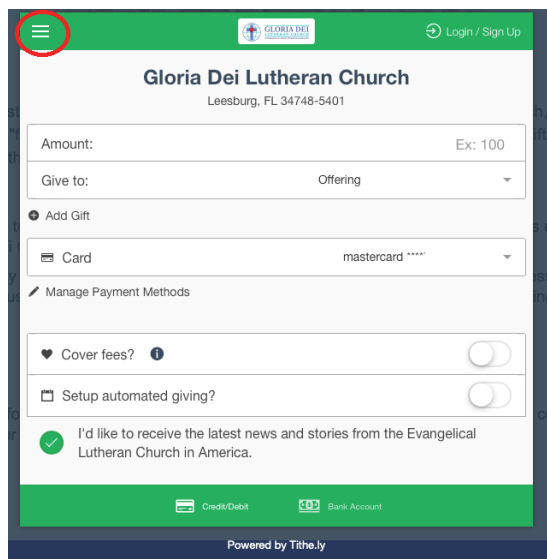 GLORIA DEI
LUTHERAN CHURCH
Login / Sign Up
Gloria Dei Lutheran Church
Leesburg, FL 34748-5401
Amount: Ex: 100
Give to: Offering
Add Gift
Card mastercard ****
Manage Payment Methods
Cover fees?
Setup automated giving?
I'd like to receive the latest news and stories from the Evangelical
Lutheran Church in America.
Credit/Debit Bank Account
Powered by Tithe.ly